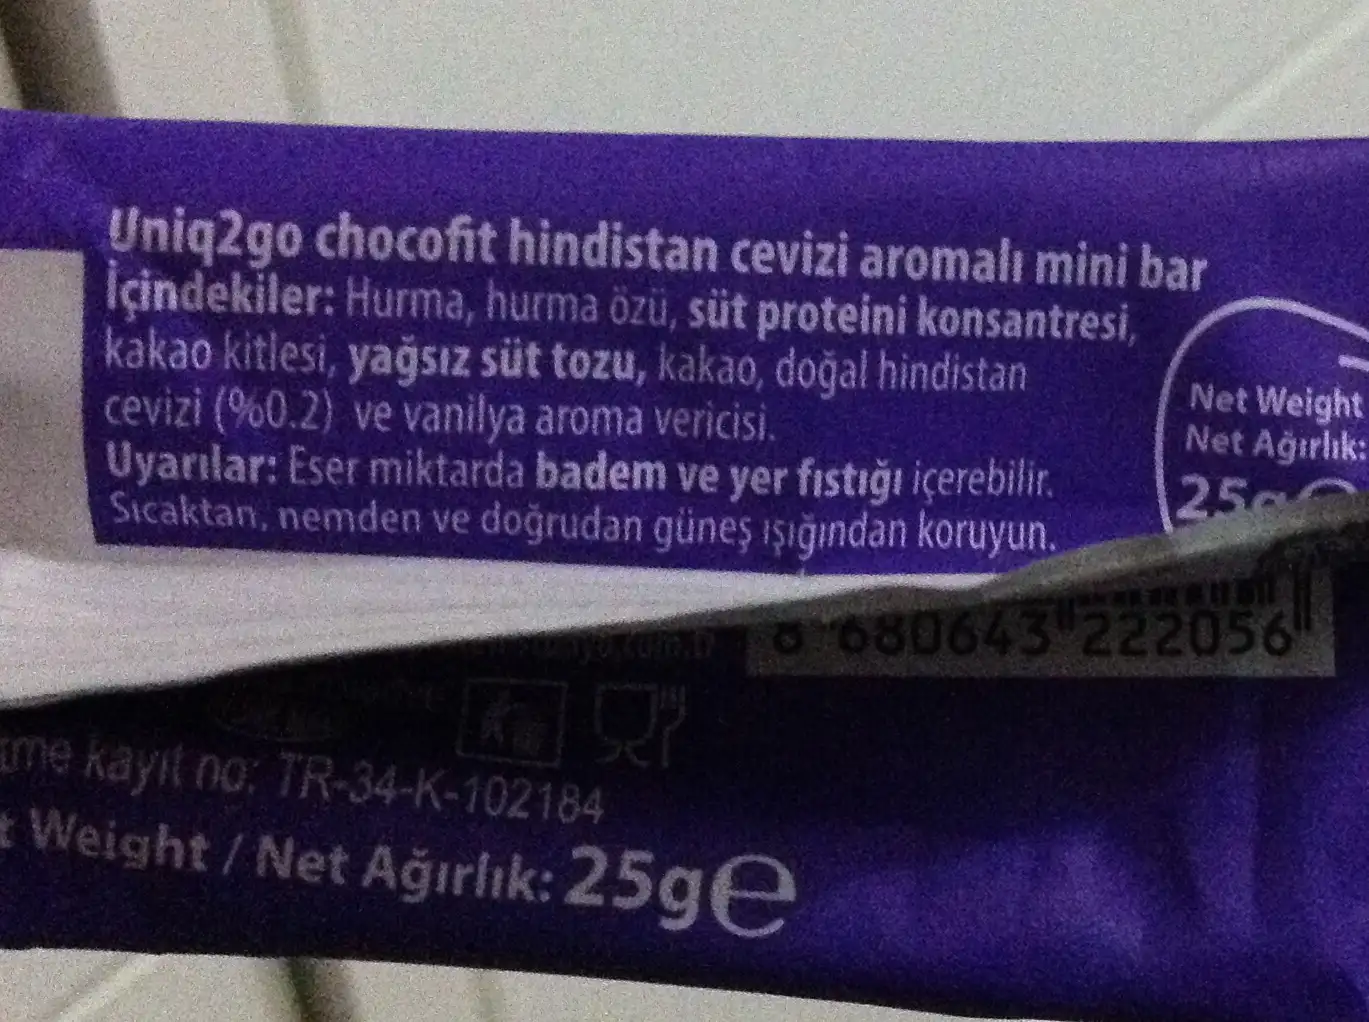 Uniq2go chocofit hindistan cevizi aromalı mini bar
İçindekiler: Hurma, hurma özü, süt proteini konsantresi,
kakao kitlesi, yağsız süt tozu, kakao, doğal hindistan
cevizi (%0.2) ve vanilya aroma vericisi.
Uyarılar: Eser miktarda badem ve yer fıstığı içerebilir.
Sıcaktan, nemden ve doğrudan güneş ışığından koruyun.
Net Weight
Net Ağırlık:
25g
8 680643 222056
kayıt no: TR-34-K-102184
Weight / Net Ağırlık: 25g e